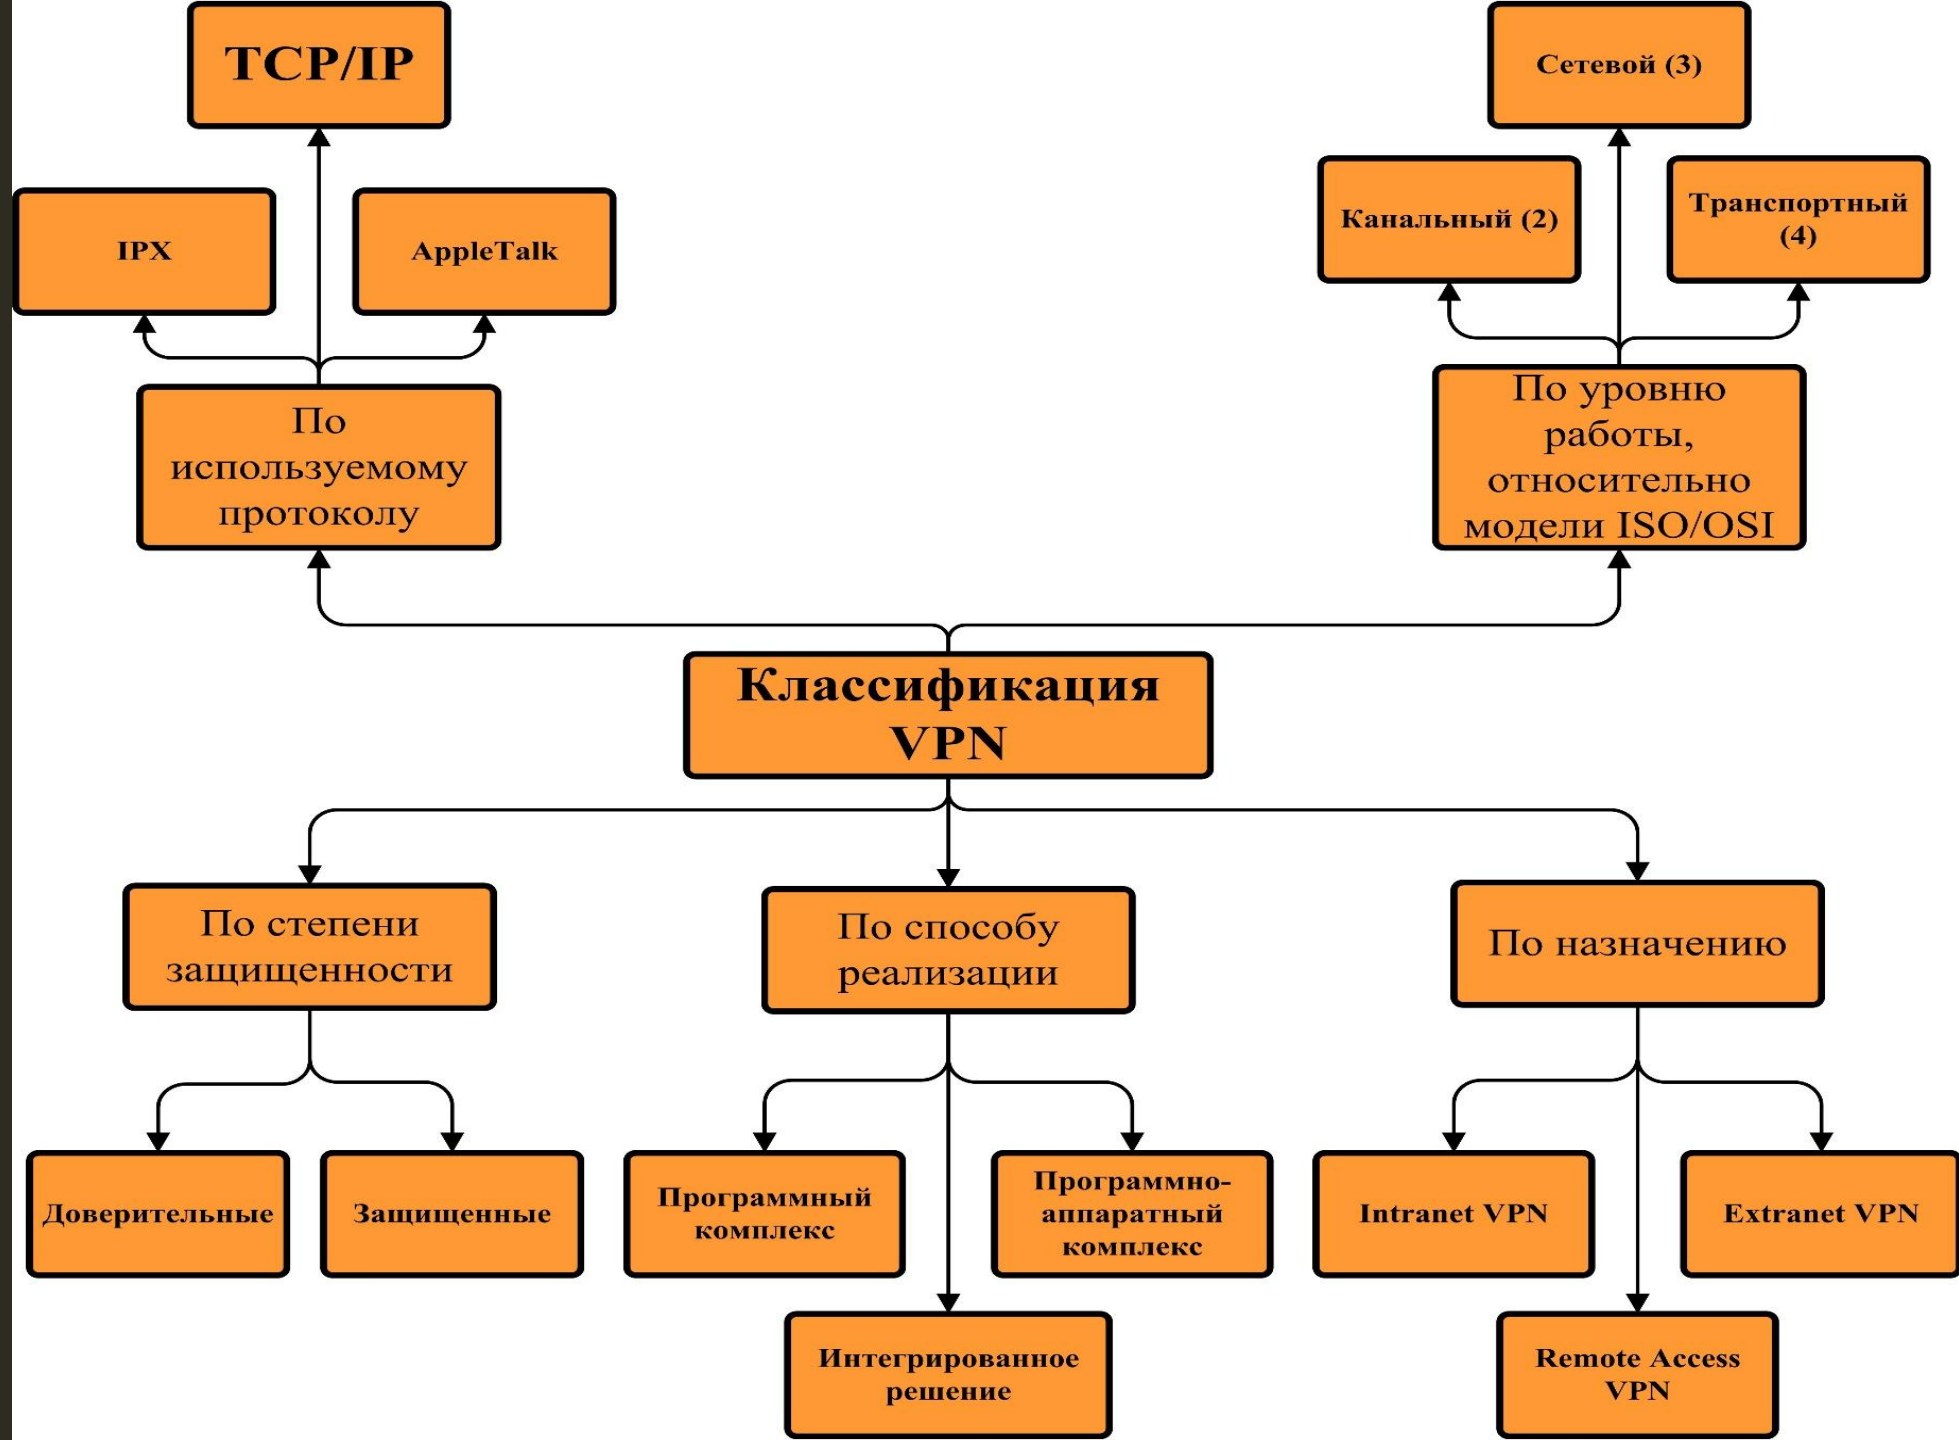 TCP/IP
Сетевой (3)
IPX
AppleTalk
Канальный (2)
Транспортный
(4)
По
используемому
протоколу
По уровню
работы,
относительно
модели ISO/OSI
Классификация
VPN
По степени
защищенности
По способу
реализации
По назначению
Доверительные
Защищенные
Программный
комплекс
Программно-
аппаратный
комплекс
Intranet VPN
Extranet VPN
Интегрированное
решение
Remote Access
VPN